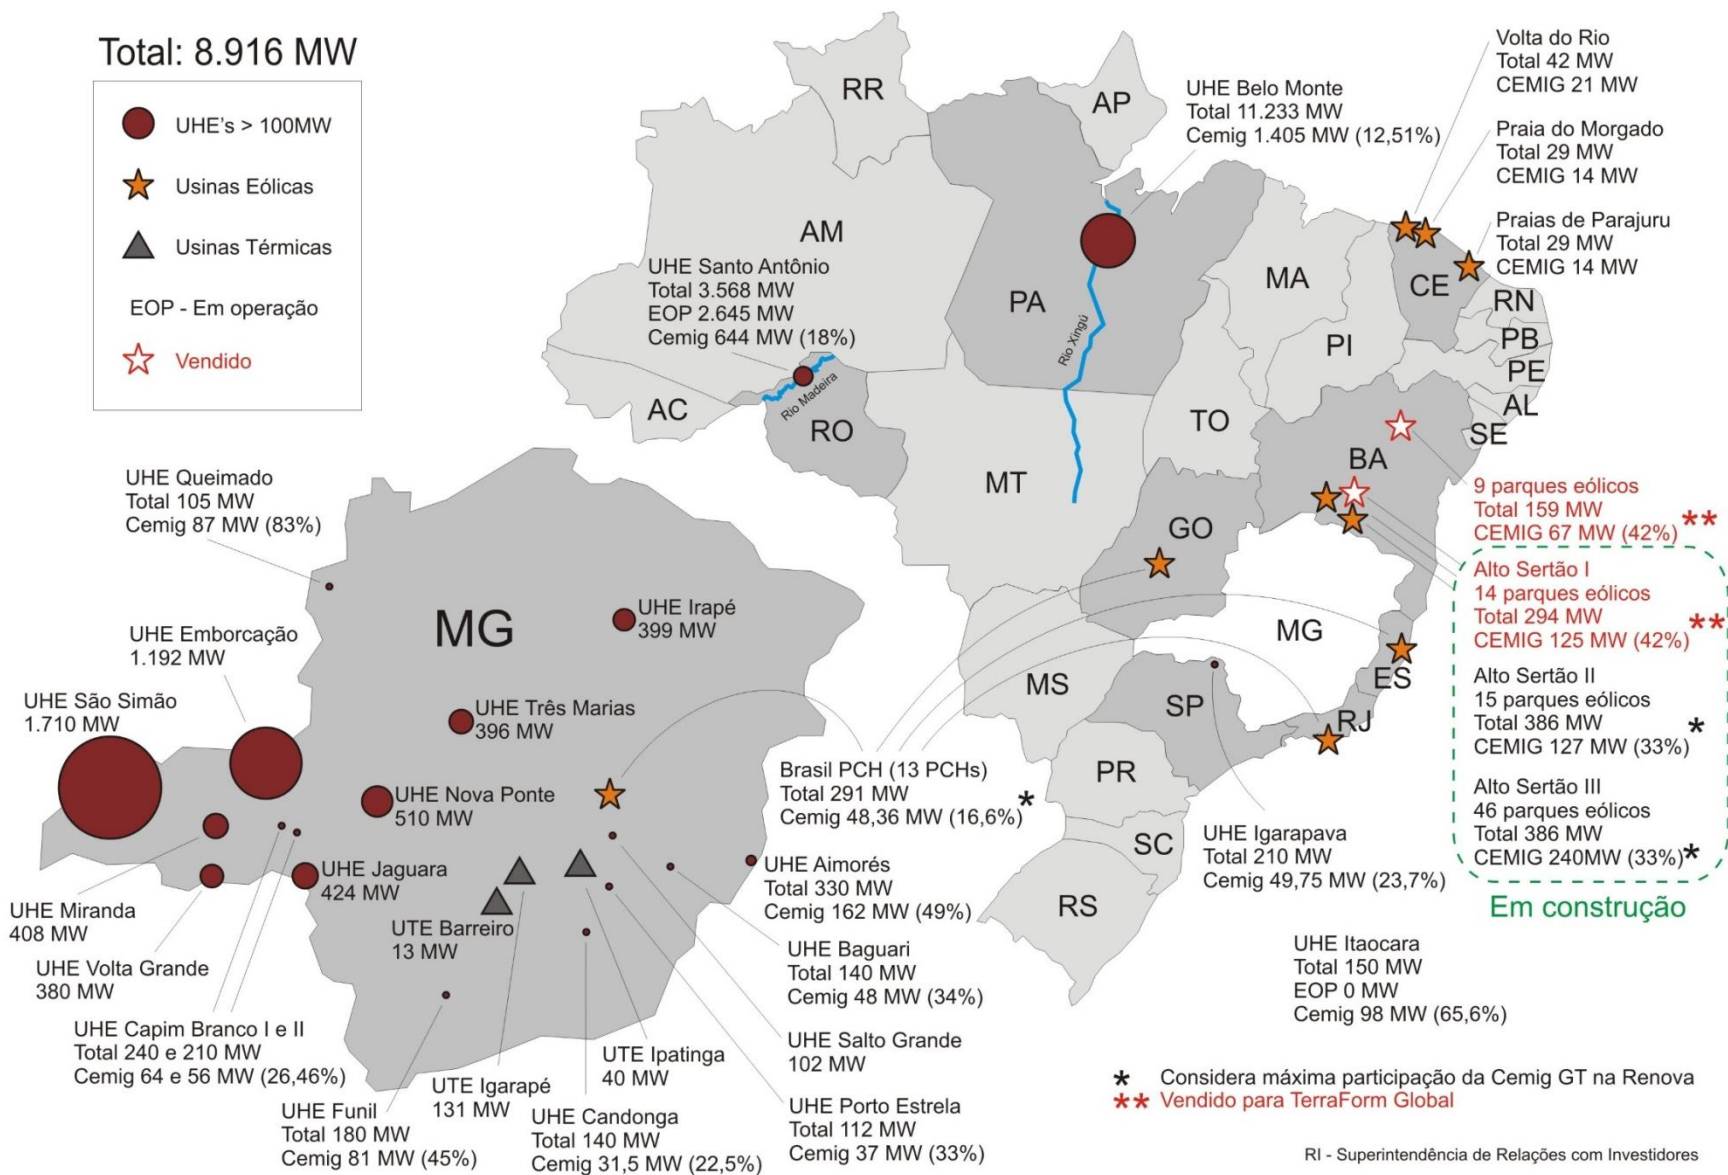 Total: 8.916 MW
UHE's > 100MW
Usinas Eólicas
Usinas Térmicas
EOP - Em operação
Vendido
RR
AP
AM
PA
MA
CE
RN
PB
PE
AL
SE
PI
TO
BA
AC
RO
MT
GO
MG
ES
MS
SP
RJ
PR
SC
RS
Rio Xingú
Rio Madeira
UHE Belo Monte
Total 11.233 MW
Cemig 1.405 MW (12,51%)
Volta do Rio
Total 42 MW
CEMIG 21 MW
Praia do Morgado
Total 29 MW
CEMIG 14 MW
Praias de Parajuru
Total 29 MW
CEMIG 14 MW
UHE Santo Antônio
Total 3.568 MW
EOP 2.645 MW
Cemig 644 MW (18%)
9 parques eólicos
Total 159 MW
CEMIG 67 MW (42%) **
Alto Sertão I
14 parques eólicos
Total 294 MW
CEMIG 125 MW (42%) **
Alto Sertão II
15 parques eólicos
Total 386 MW
CEMIG 127 MW (33%) *
Alto Sertão III
46 parques eólicos
Total 386 MW
CEMIG 240MW (33%) *
Em construção
MG
UHE Queimado
Total 105 MW
Cemig 87 MW (83%)
UHE Irapé
399 MW
UHE Emborcação
1.192 MW
UHE São Simão
1.710 MW
UHE Três Marias
396 MW
UHE Nova Ponte
510 MW
UHE Jaguara
424 MW
UTE Barreiro
13 MW
UHE Miranda
408 MW
UHE Volta Grande
380 MW
UHE Capim Branco I e II
Total 240 e 210 MW
Cemig 64 e 56 MW (26,46%)
UHE Funil
Total 180 MW
Cemig 81 MW (45%)
UTE Igarapé
131 MW
UHE Candonga
Total 140 MW
Cemig 31,5 MW (22,5%)
UTE Ipatinga
40 MW
UHE Porto Estrela
Total 112 MW
Cemig 37 MW (33%)
UHE Salto Grande
102 MW
UHE Baguari
Total 140 MW
Cemig 48 MW (34%)
UHE Aimorés
Total 330 MW
Cemig 162 MW (49%)
Brasil PCH (13 PCHs)
Total 291 MW
Cemig 48,36 MW (16,6%) *
UHE Igarapava
Total 210 MW
Cemig 49,75 MW (23,7%)
UHE Itaocara
Total 150 MW
EOP 0 MW
Cemig 98 MW (65,6%)
* Considera máxima participação da Cemig GT na Renova
** Vendido para TerraForm Global
RI - Superintendência de Relações com Investidores